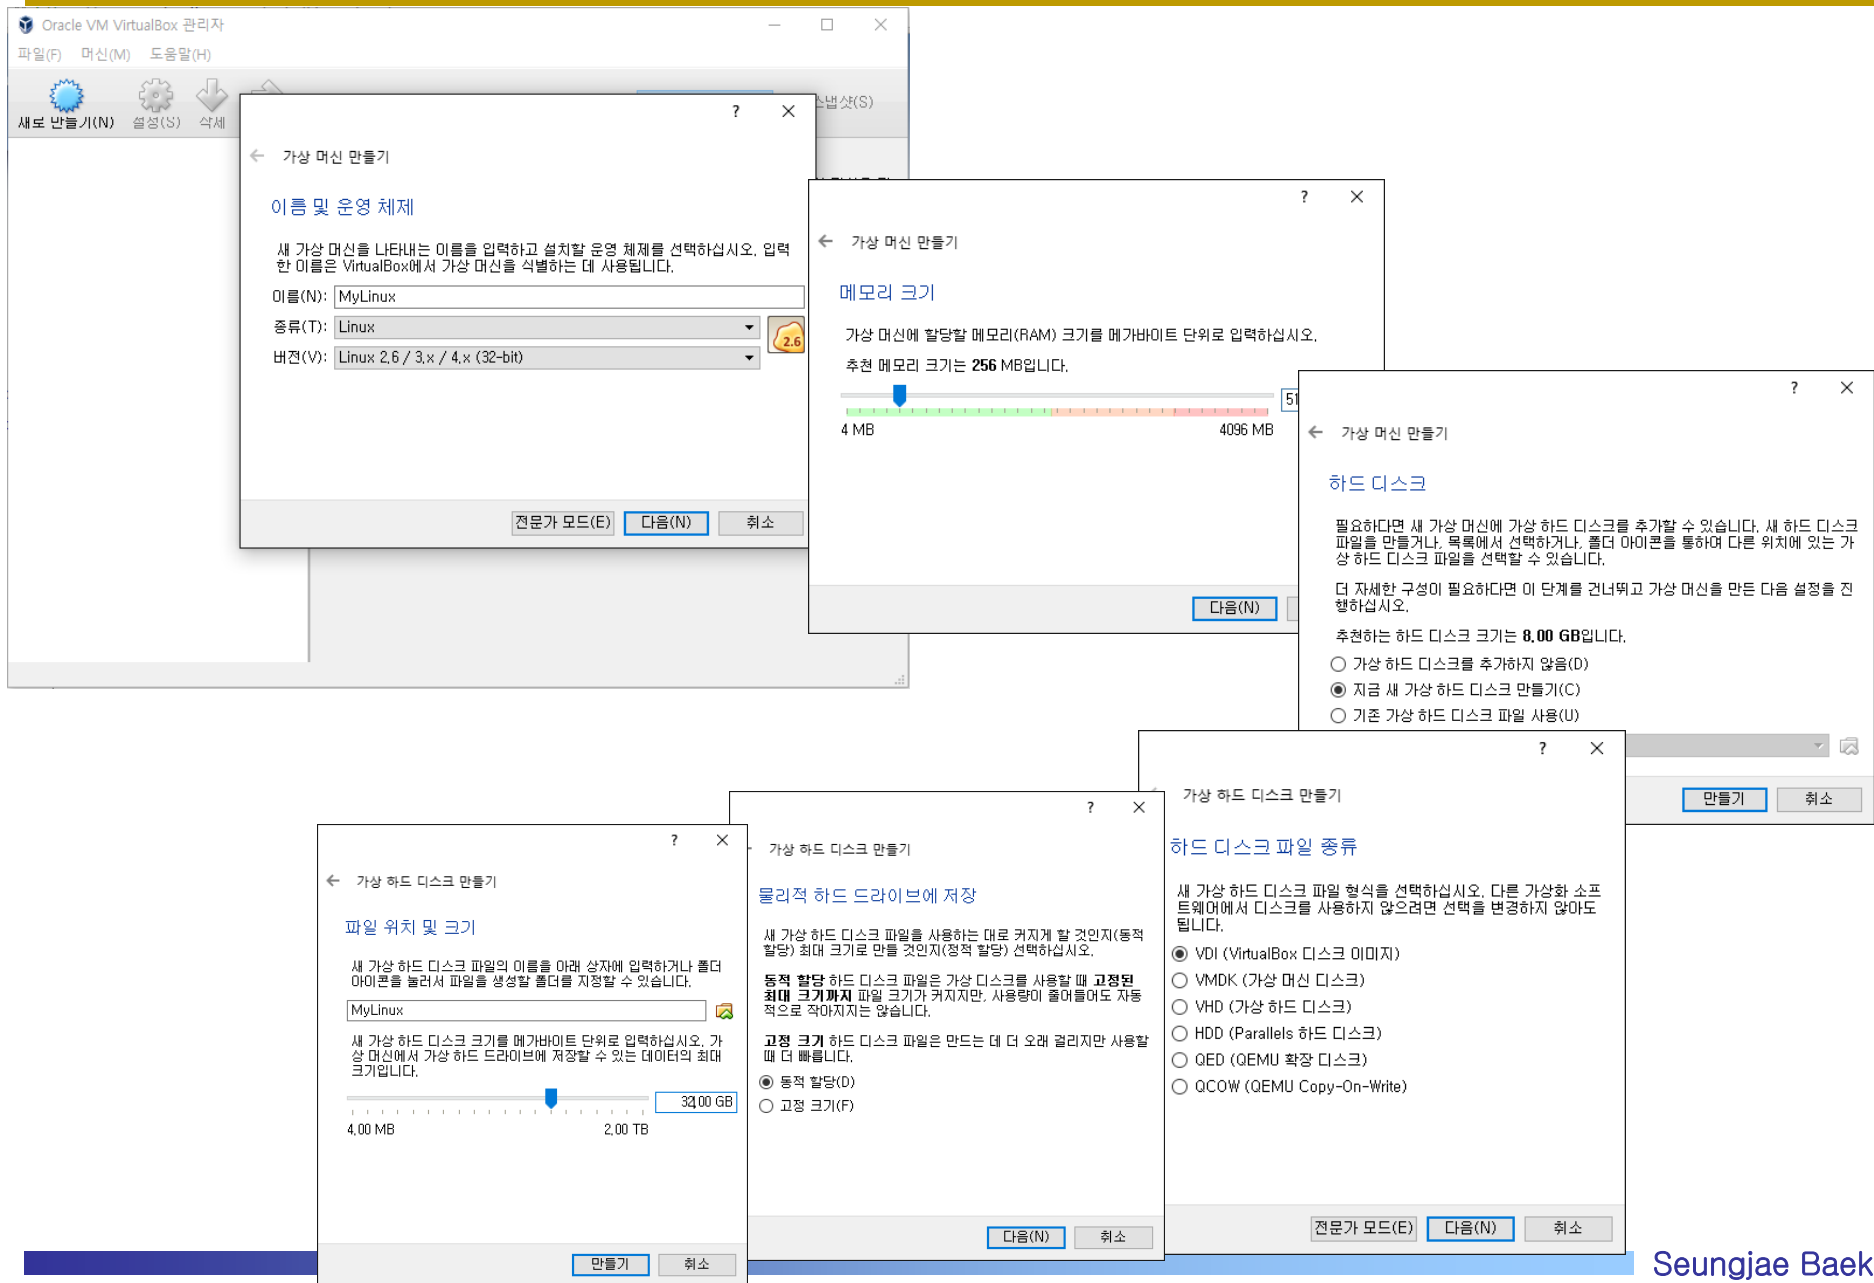 Oracle VM VirtualBox 관리자
파일(F) 머신(M) 도움말(H)
새로 만들기(N) 설정(S) 삭제
스냅샷(S)
? ×
가상 머신 만들기
이름 및 운영 체제
새 가상 머신을 나타내는 이름을 입력하고 설치할 운영 체제를 선택하십시오. 입력
한 이름은 VirtualBox에서 가상 머신을 식별하는 데 사용됩니다.
이름(N): MyLinux
종류(T): Linux
2.6
버전(V): Linux 2.6 / 3.x / 4.x (32-bit)
전문가 모드(E) 다음(N) 취소
? ×
가상 머신 만들기
메모리 크기
가상 머신에 할당할 메모리(RAM) 크기를 메가바이트 단위로 입력하십시오.
추천 메모리 크기는 256 MB입니다.
51
4 MB 4096 MB
다음(N)
? ×
가상 머신 만들기
하드 디스크
필요하다면 새 가상 머신에 가상 하드 디스크를 추가할 수 있습니다. 새 하드 디스크
파일을 만들거나, 목록에서 선택하거나, 폴더 아이콘을 통하여 다른 위치에 있는 가
상 하드 디스크 파일을 선택할 수 있습니다.
더 자세한 구성이 필요하다면 이 단계를 건너뛰고 가상 머신을 만든 다음 설정을 진
행하십시오.
추천하는 하드 디스크 크기는 8.00 GB입니다.
가상 하드 디스크를 추가하지 않음(D)
지금 새 가상 하드 디스크 만들기(C)
기존 가상 하드 디스크 파일 사용(U)
만들기 취소
? ×
가상 하드 디스크 만들기
하드 디스크 파일 종류
새 가상 하드 디스크 파일 형식을 선택하십시오. 다른 가상화 소프
트웨어에서 디스크를 사용하지 않으려면 선택을 변경하지 않아도
됩니다.
VDI (VirtualBox 디스크 이미지)
VMDK (가상 머신 디스크)
VHD (가상 하드 디스크)
HDD (Parallels 하드 디스크)
QED (QEMU 확장 디스크)
QCOW (QEMU Copy-On-Write)
전문가 모드(E) 다음(N) 취소
? ×
가상 하드 디스크 만들기
물리적 하드 드라이브에 저장
새 가상 하드 디스크 파일을 사용하는 대로 커지게 할 것인지(동적
할당) 최대 크기로 만들 것인지(정적 할당) 선택하십시오.
동적 할당 하드 디스크 파일은 가상 디스크를 사용할 때 고정된
최대 크기까지 파일 크기가 커지지만, 사용량이 줄어들어도 자동
적으로 작아지지는 않습니다.
고정 크기 하드 디스크 파일은 만드는 데 더 오래 걸리지만 사용할
때 더 빠릅니다.
동적 할당(D)
고정 크기(F)
다음(N) 취소
? ×
가상 하드 디스크 만들기
파일 위치 및 크기
새 가상 하드 디스크 파일의 이름을 아래 상자에 입력하거나 폴더
아이콘을 눌러서 파일을 생성할 폴더를 지정할 수 있습니다.
MyLinux
새 가상 하드 디스크 크기를 메가바이트 단위로 입력하십시오. 가
상 머신에서 가상 하드 드라이브에 저장할 수 있는 데이터의 최대
크기입니다.
32.00 GB
4.00 MB 2.00 TB
만들기 취소
Seungjae Baek